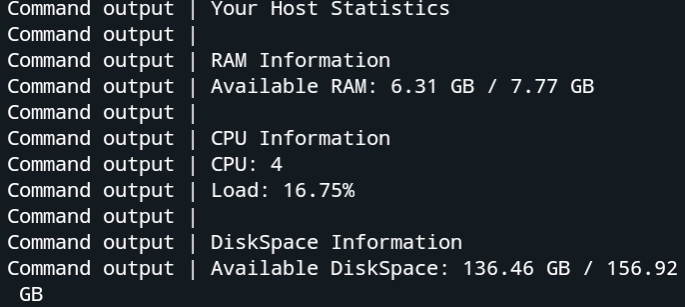 Command output | Your Host Statistics
Command output |
Command output | RAM Information
Command output | Available RAM: 6.31 GB / 7.77 GB
Command output |
Command output | CPU Information
Command output | CPU: 4
Command output | Load: 16.75%
Command output |
Command output | DiskSpace Information
Command output | Available DiskSpace: 136.46 GB / 156.92
GB